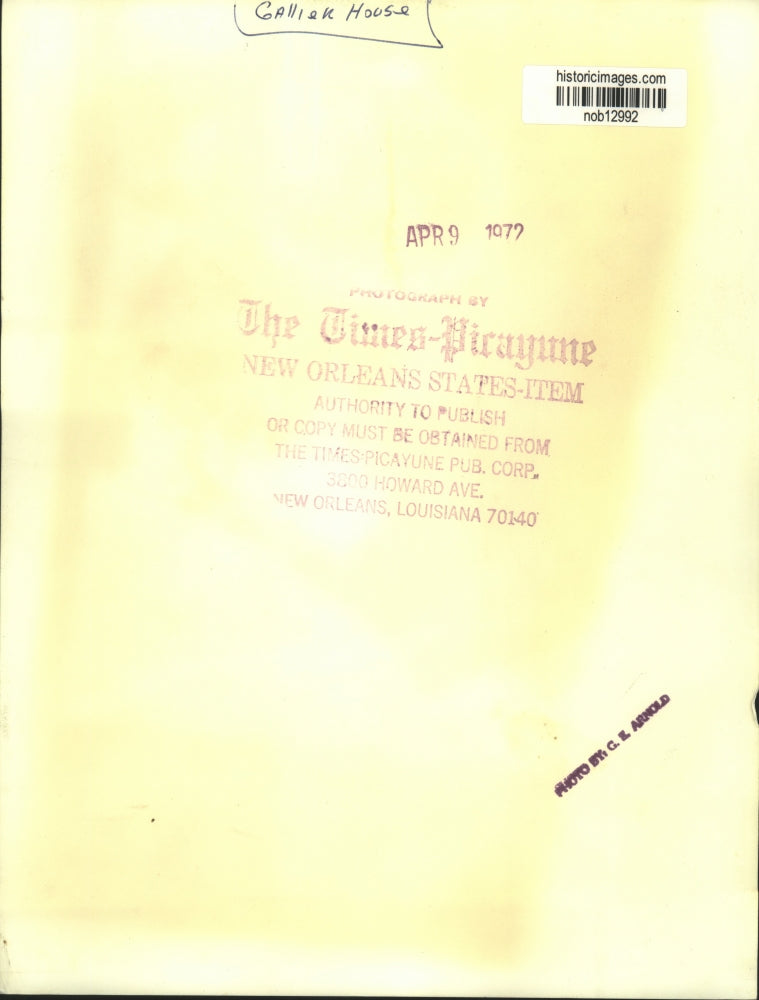 GALLIER HOUSE
historicimages.com
nob12992
APR 9 1972
PHOTOGRAPH BY
The Times-Picayune
NEW ORLEANS STATES-ITEM
AUTHORITY TO PUBLISH
OR COPY MUST BE OBTAINED FROM
THE TIMES-PICAYUNE PUB. CORP.
3800 HOWARD AVE.
NEW ORLEANS, LOUISIANA 70140
PHOTO BY: G. E. ARNOLD